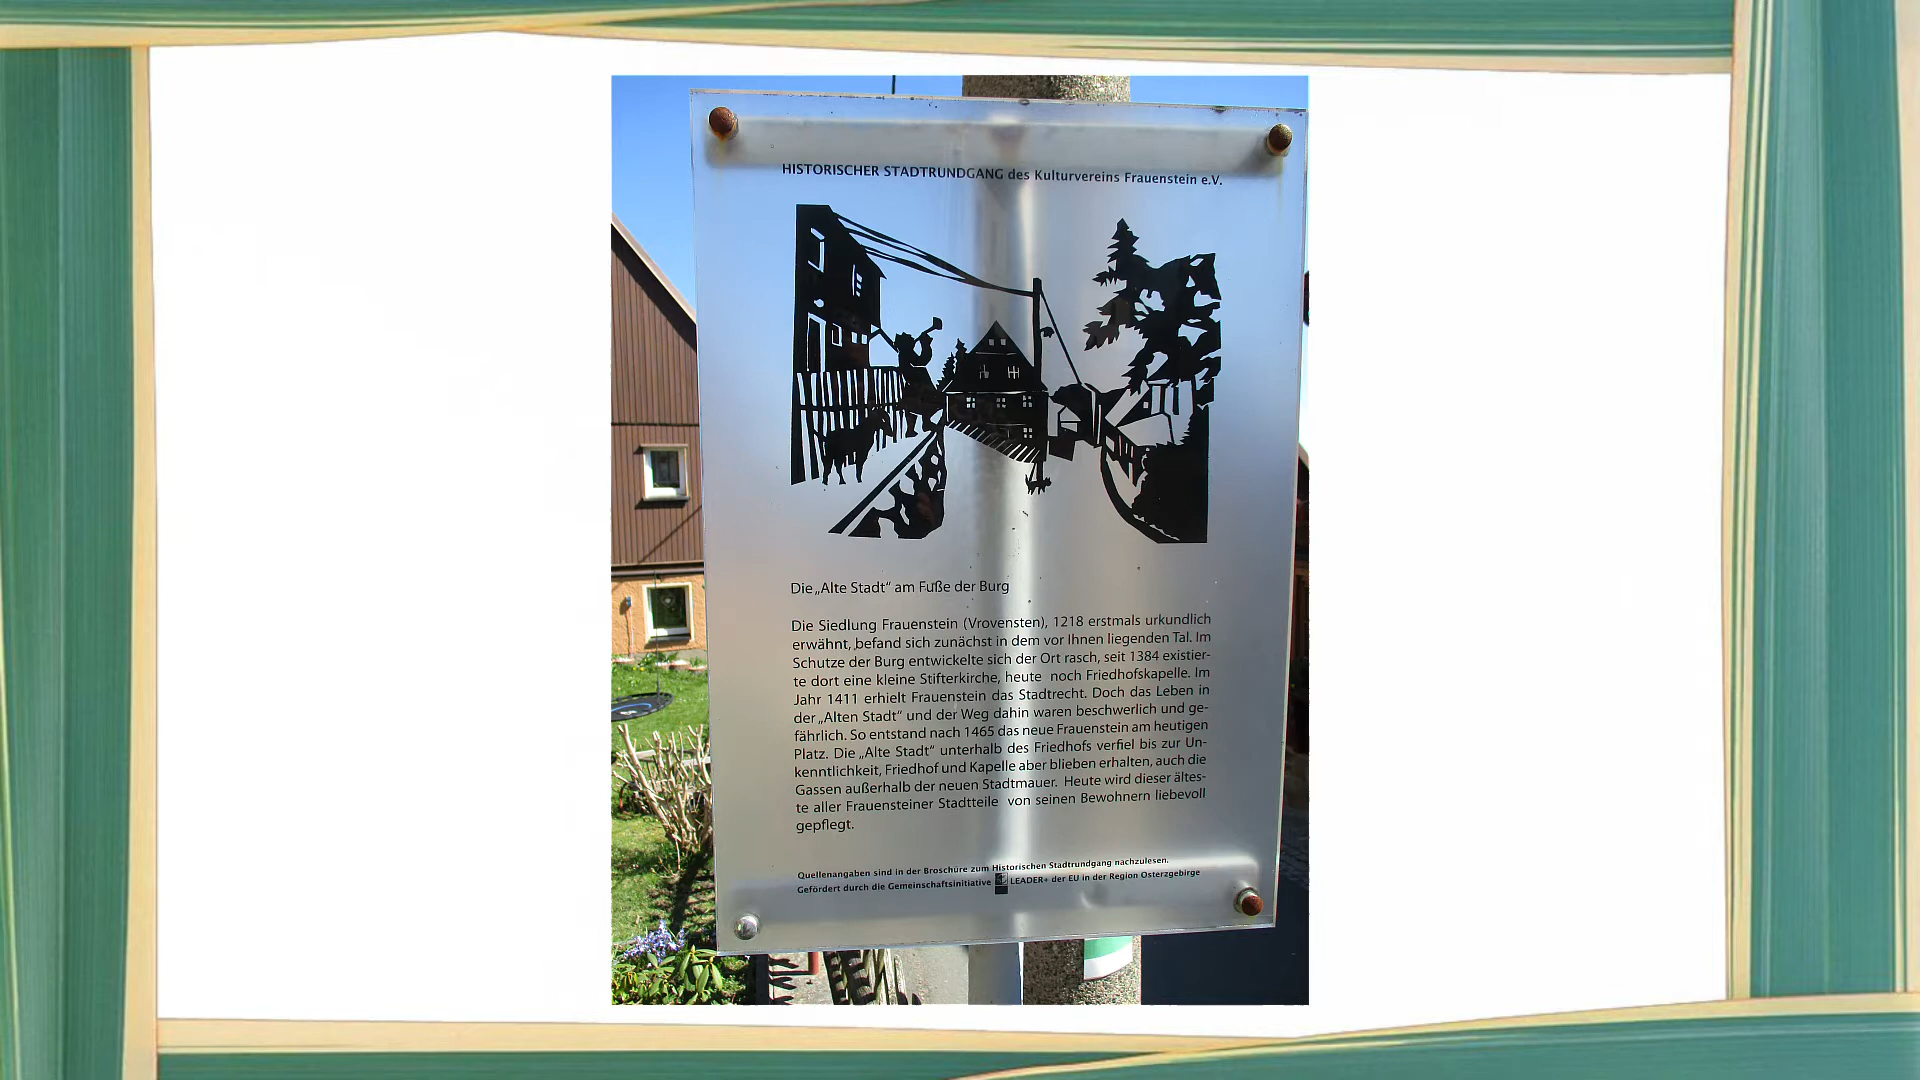 HISTORISCHER STADTRUNDGANG des Kulturvereins Frauenstein e.V.
Die „Alte Stadt“ am Fuße der Burg
Die Siedlung Frauenstein (Vrovensten), 1218 erstmals urkundlich
erwähnt, befand sich zunächst in dem vor Ihnen liegenden Tal. Im
Schutze der Burg entwickelte sich der Ort rasch, seit 1384 existier-
te dort eine kleine Stifterkirche, heute noch Friedhofskapelle. Im
Jahr 1411 erhielt Frauenstein das Stadtrecht. Doch das Leben in
der „Alten Stadt“ und der Weg dahin waren beschwerlich und ge-
fährlich. So entstand nach 1465 das neue Frauenstein am heutigen
Platz. Die „Alte Stadt“ unterhalb des Friedhofs verfiel bis zur Un-
kenntlichkeit, Friedhof und Kapelle aber blieben erhalten, auch die
Gassen außerhalb der neuen Stadtmauer. Heute wird dieser ältes-
te aller Frauensteiner Stadtteile von seinen Bewohnern liebevoll
gepflegt.
Quellenangaben sind in der Broschüre zum Historischen Stadtrundgang nachzulesen.
Gefördert durch die Gemeinschaftsinitiative LEADER+ der EU in der Region Osterzgebirge